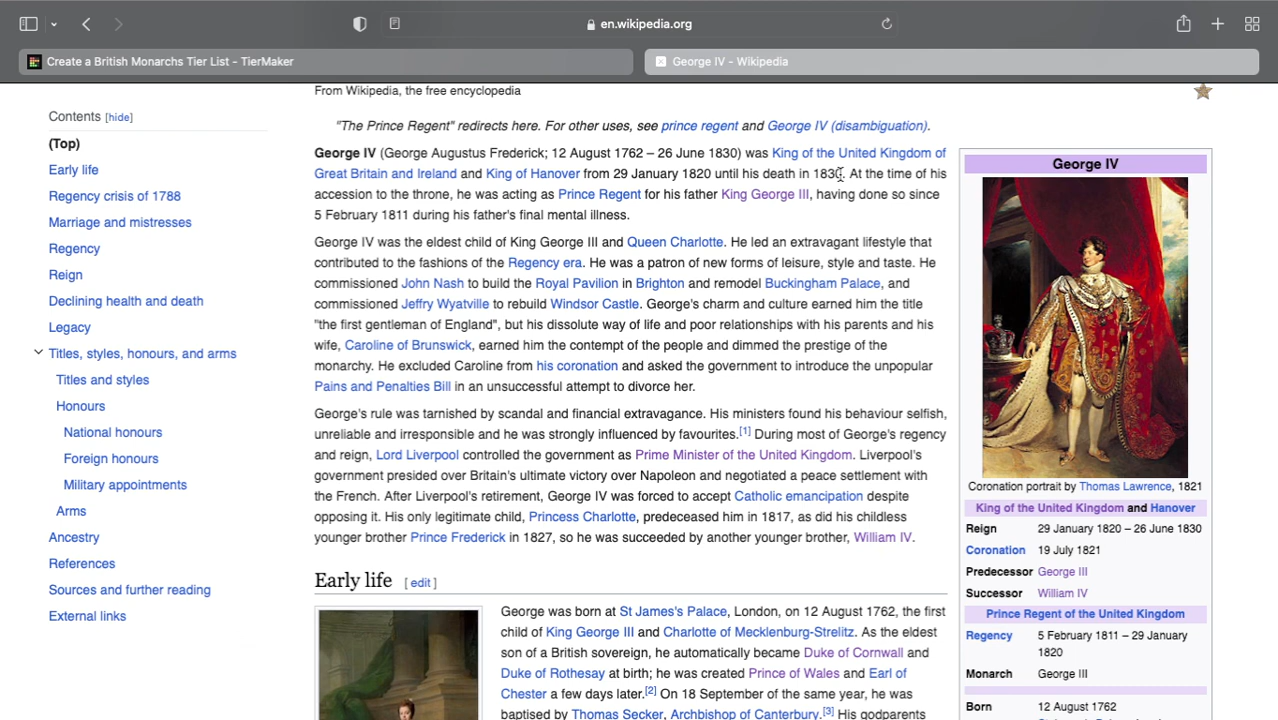 en.wikipedia.org
Create a British Monarchs Tier List - TierMaker
George IV - Wikipedia
From Wikipedia, the free encyclopedia
Contents [hide]
(Top)
Early life
Regency crisis of 1788
Marriage and mistresses
Regency
Reign
Declining health and death
Legacy
Titles, styles, honours, and arms
Titles and styles
Honours
National honours
Foreign honours
Military appointments
Arms
Ancestry
References
Sources and further reading
External links
"The Prince Regent" redirects here. For other uses, see prince regent and George IV (disambiguation).
George IV (George Augustus Frederick; 12 August 1762 – 26 June 1830) was King of the United Kingdom of
Great Britain and Ireland and King of Hanover from 29 January 1820 until his death in 1830. At the time of his
accession to the throne, he was acting as Prince Regent for his father King George III, having done so since
5 February 1811 during his father's final mental illness.
George IV was the eldest child of King George III and Queen Charlotte. He led an extravagant lifestyle that
contributed to the fashions of the Regency era. He was a patron of new forms of leisure, style and taste. He
commissioned John Nash to build the Royal Pavilion in Brighton and remodel Buckingham Palace, and
commissioned Jeffry Wyatville to rebuild Windsor Castle. George's charm and culture earned him the title
"the first gentleman of England", but his dissolute way of life and poor relationships with his parents and his
wife, Caroline of Brunswick, earned him the contempt of the people and dimmed the prestige of the
monarchy. He excluded Caroline from his coronation and asked the government to introduce the unpopular
Pains and Penalties Bill in an unsuccessful attempt to divorce her.
George's rule was tarnished by scandal and financial extravagance. His ministers found his behaviour selfish,
unreliable and irresponsible and he was strongly influenced by favourites.[1] During most of George's regency
and reign, Lord Liverpool controlled the government as Prime Minister of the United Kingdom. Liverpool's
government presided over Britain's ultimate victory over Napoleon and negotiated a peace settlement with
the French. After Liverpool's retirement, George IV was forced to accept Catholic emancipation despite
opposing it. His only legitimate child, Princess Charlotte, predeceased him in 1817, as did his childless
younger brother Prince Frederick in 1827, so he was succeeded by another younger brother, William IV.
Early life [ edit ]
George was born at St James's Palace, London, on 12 August 1762, the first
child of King George III and Charlotte of Mecklenburg-Strelitz. As the eldest
son of a British sovereign, he automatically became Duke of Cornwall and
Duke of Rothesay at birth; he was created Prince of Wales and Earl of
Chester a few days later.[2] On 18 September of the same year, he was
baptised by Thomas Secker, Archbishop of Canterbury.[3] His godparents
George IV
Coronation portrait by Thomas Lawrence, 1821
King of the United Kingdom and Hanover
Reign 29 January 1820 – 26 June 1830
Coronation 19 July 1821
Predecessor George III
Successor William IV
Prince Regent of the United Kingdom
Regency 5 February 1811 – 29 January
1820
Monarch George III
Born 12 August 1762